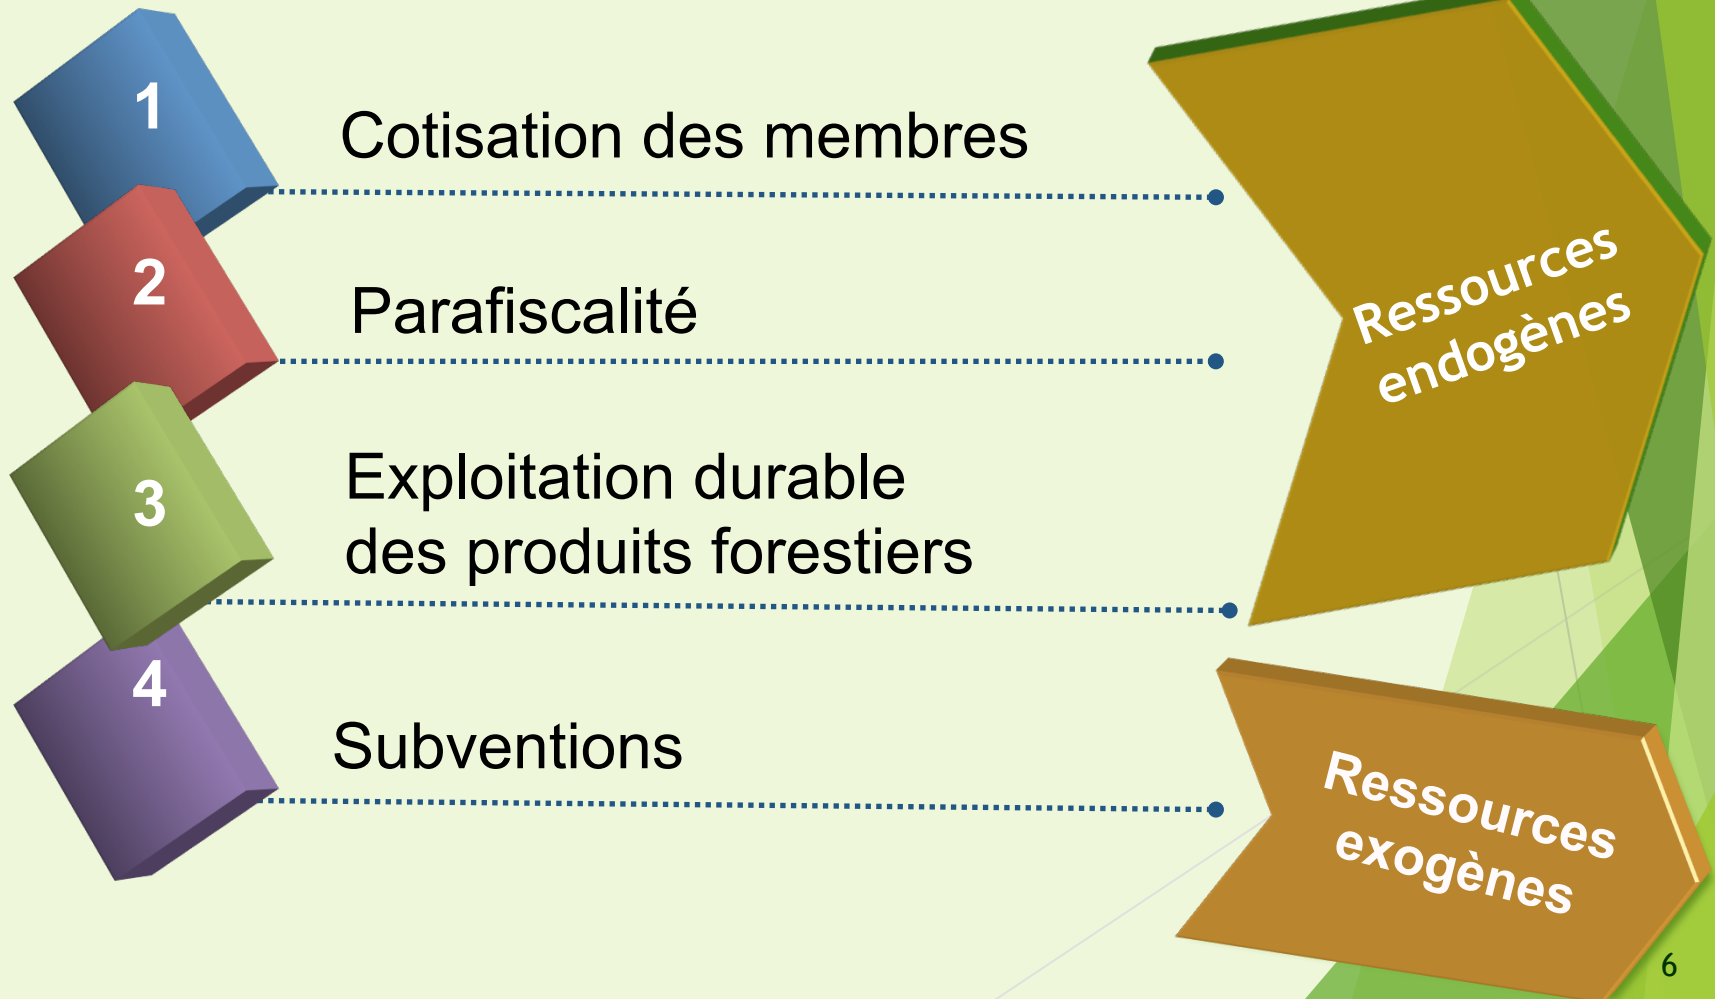 1
Cotisation des membres
2
Parafiscalité
3
Exploitation durable
des produits forestiers
4
Subventions
Ressources
endogènes
Ressources
exogènes
6